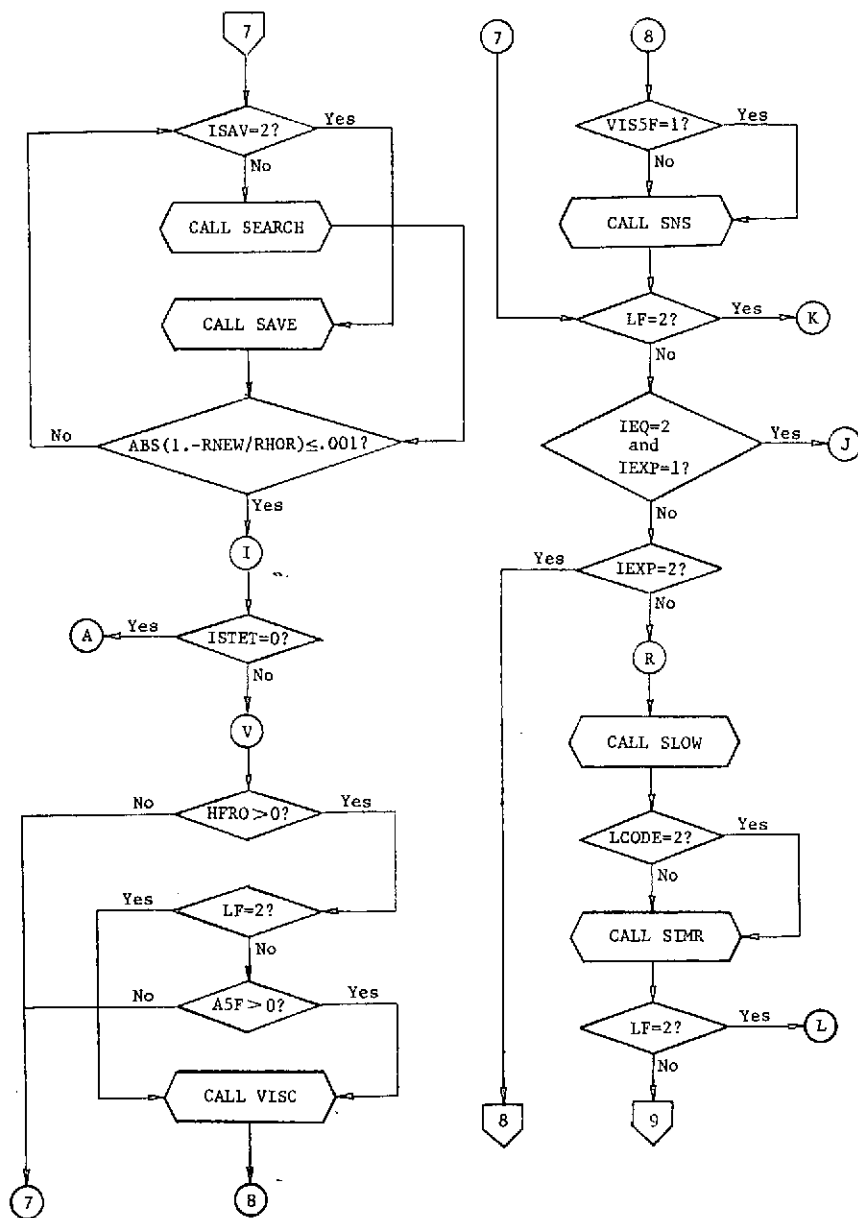 7
ISAV=2?
Yes
No
CALL SEARCH
CALL SAVE
No
ABS(1.-RNEW/RHOR)≤.001?
Yes
I
A
Yes
ISTET=0?
No
V
No
HFRO>0?
Yes
Yes
LF=2?
No
No
A5F>0?
Yes
CALL VISC
7
8
7
8
VIS5F=1?
Yes
No
CALL SNS
LF=2?
Yes
K
No
IEQ=2
and
IEXP=1?
Yes
J
No
Yes
IEXP=2?
No
R
CALL SLOW
LCODE=2?
Yes
No
CALL STMR
LF=2?
Yes
L
No
8
9